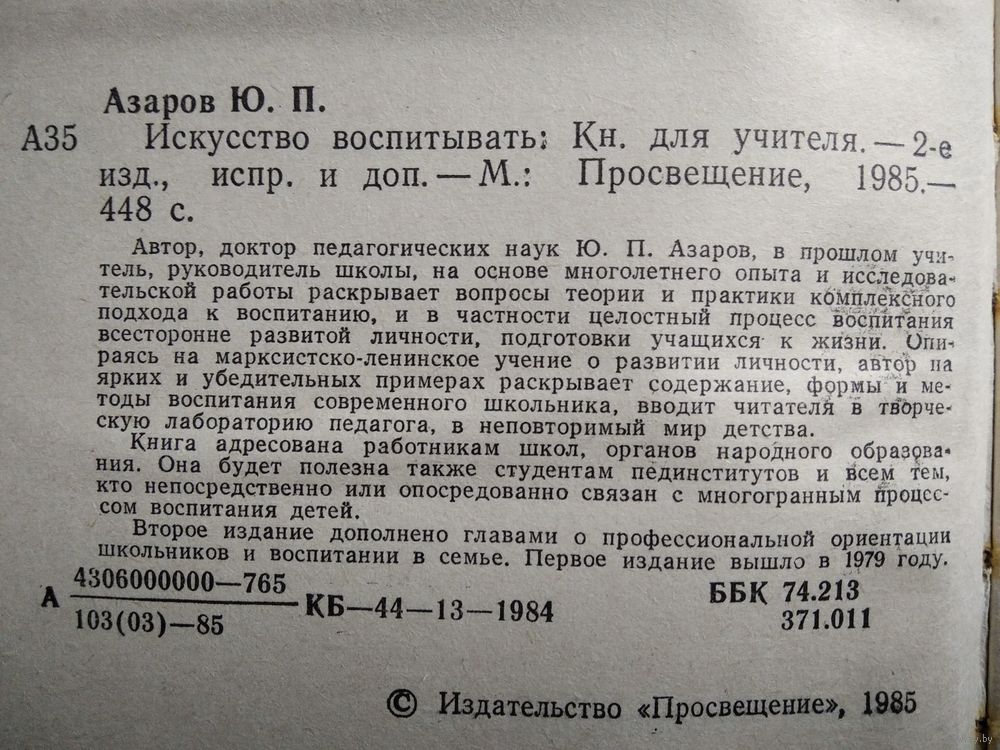 Азаров Ю. П.
А35 Искусство воспитывать: Кн. для учителя. — 2-е
изд., испр. и доп. — М.: Просвещение, 1985.—
448 с.
Автор, доктор педагогических наук Ю. П. Азаров, в прошлом учи-
тель, руководитель школы, на основе многолетнего опыта и исследова-
тельской работы раскрывает вопросы теории и практики комплексного
подхода к воспитанию, и в частности целостный процесс воспитания
всесторонне развитой личности, подготовки учащихся к жизни. Опи-
раясь на марксистско-ленинское учение о развитии личности, автор на
ярких и убедительных примерах раскрывает содержание, формы и ме-
тоды воспитания современного школьника, вводит читателя в творче-
скую лабораторию педагога, в неповторимый мир детства.
Книга адресована работникам школ, органов народного образова-
ния. Она будет полезна также студентам пединститутов и всем тем,
кто непосредственно или опосредованно связан с многогранным процес-
сом воспитания детей.
Второе издание дополнено главами о профессиональной ориентации
школьников и воспитании в семье. Первое издание вышло в 1979 году.
А 4306000000—765
103(03)—85
КБ—44—13—1984
ББК 74.213
371.011
© Издательство «Просвещение», 1985